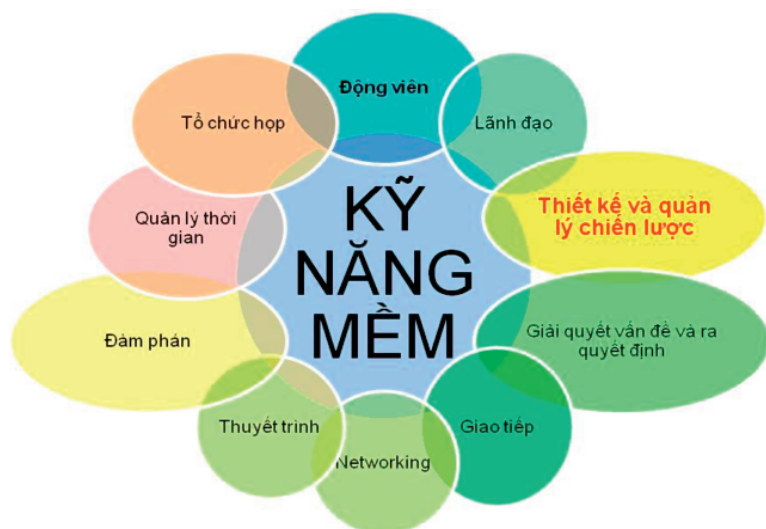 Động viên
Lãnh đạo
Thiết kế và quản
lý chiến lược
Giải quyết vấn đề và ra
quyết định
Giao tiếp
Networking
Thuyết trình
Đàm phán
Quản lý thời
gian
Tổ chức họp
KỸ
NĂNG
MỀM